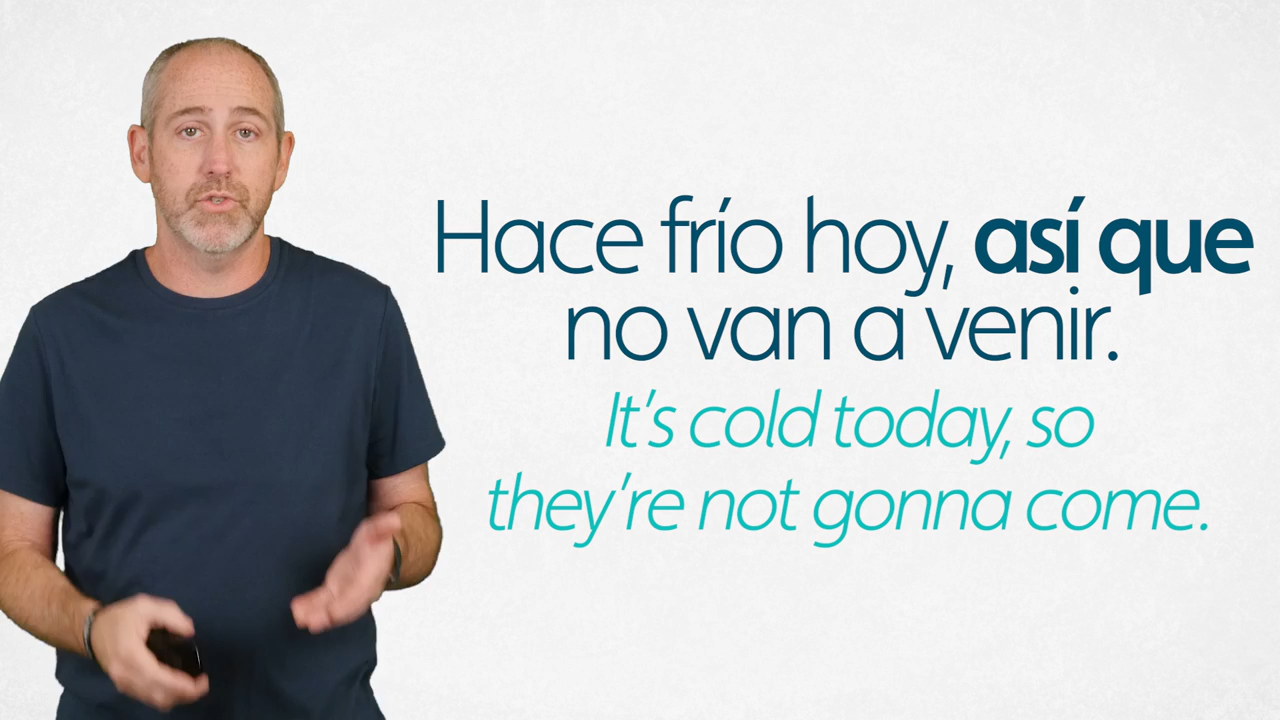 Hace frío hoy, así que
no van a venir.
It's cold today, so
they're not gonna come.